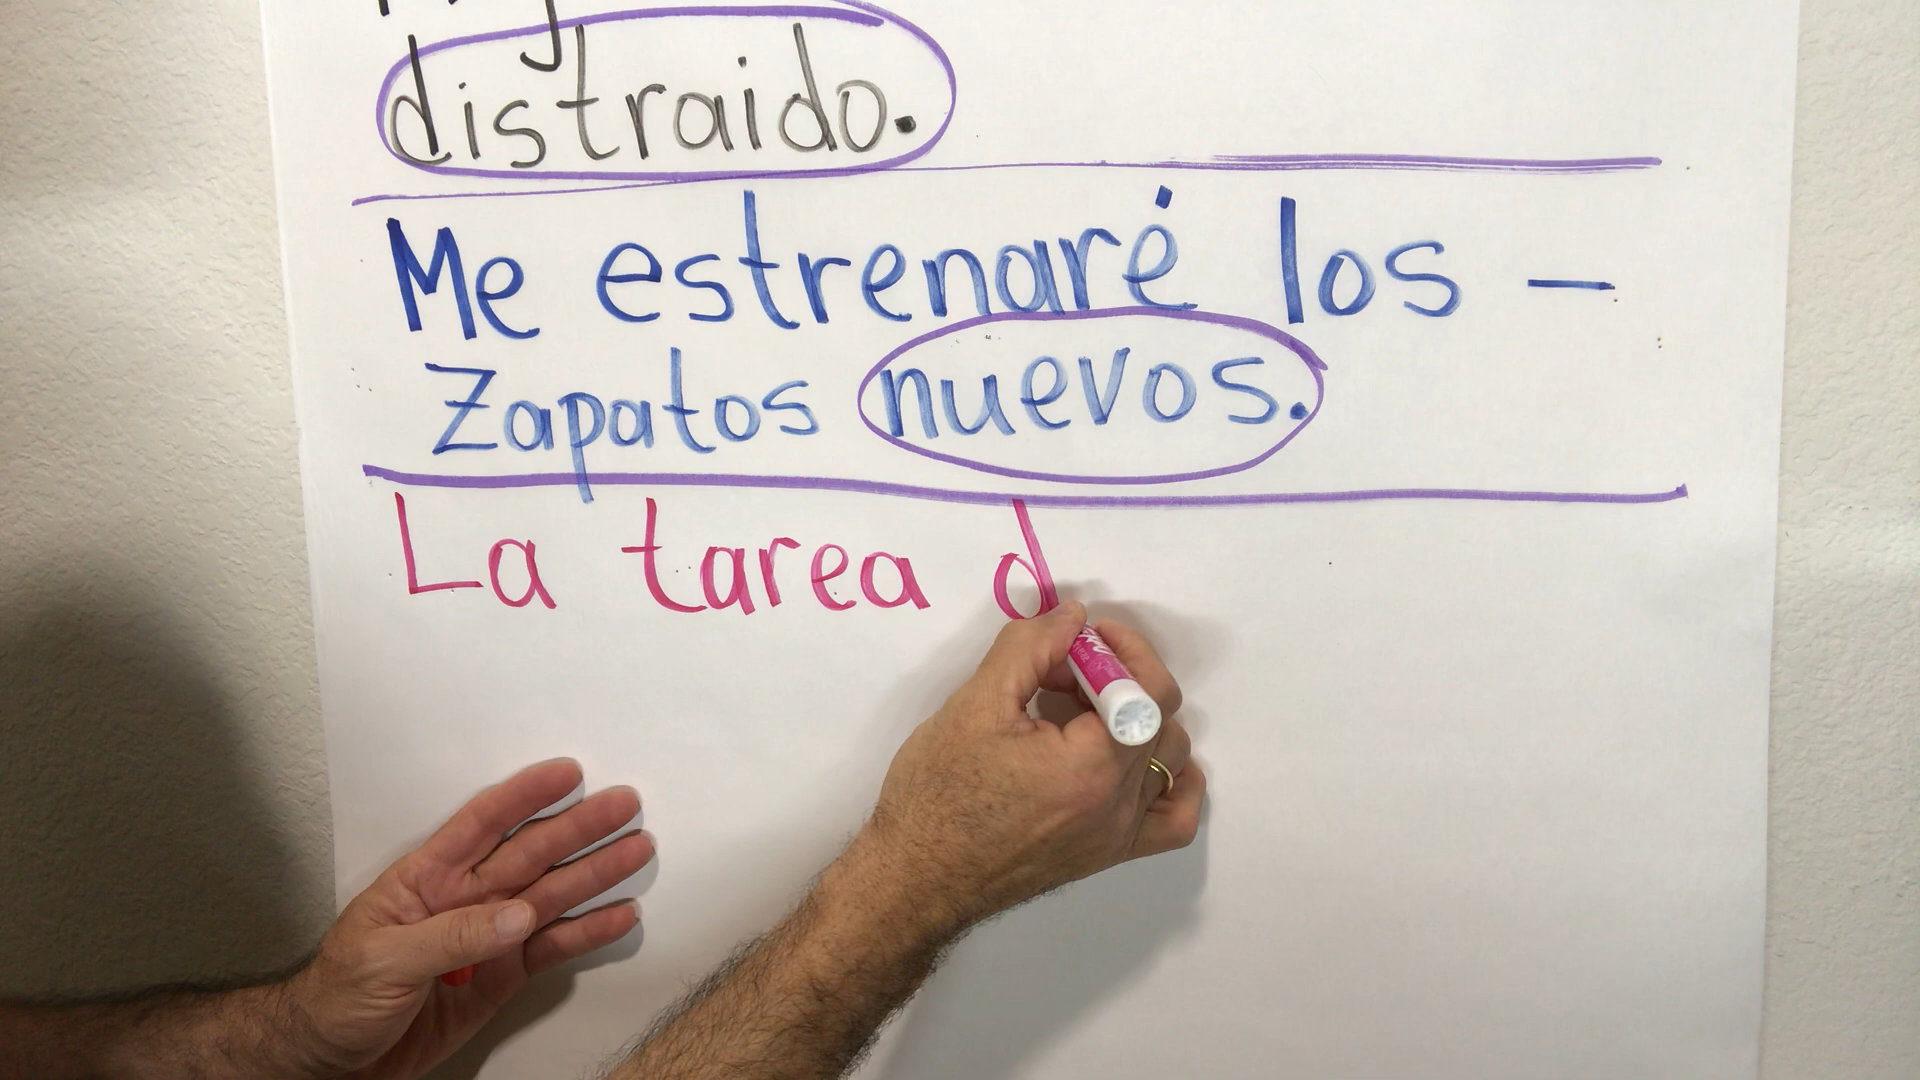 distraido.
Me estrenaré los -
Zapatos nuevos.
La tarea d